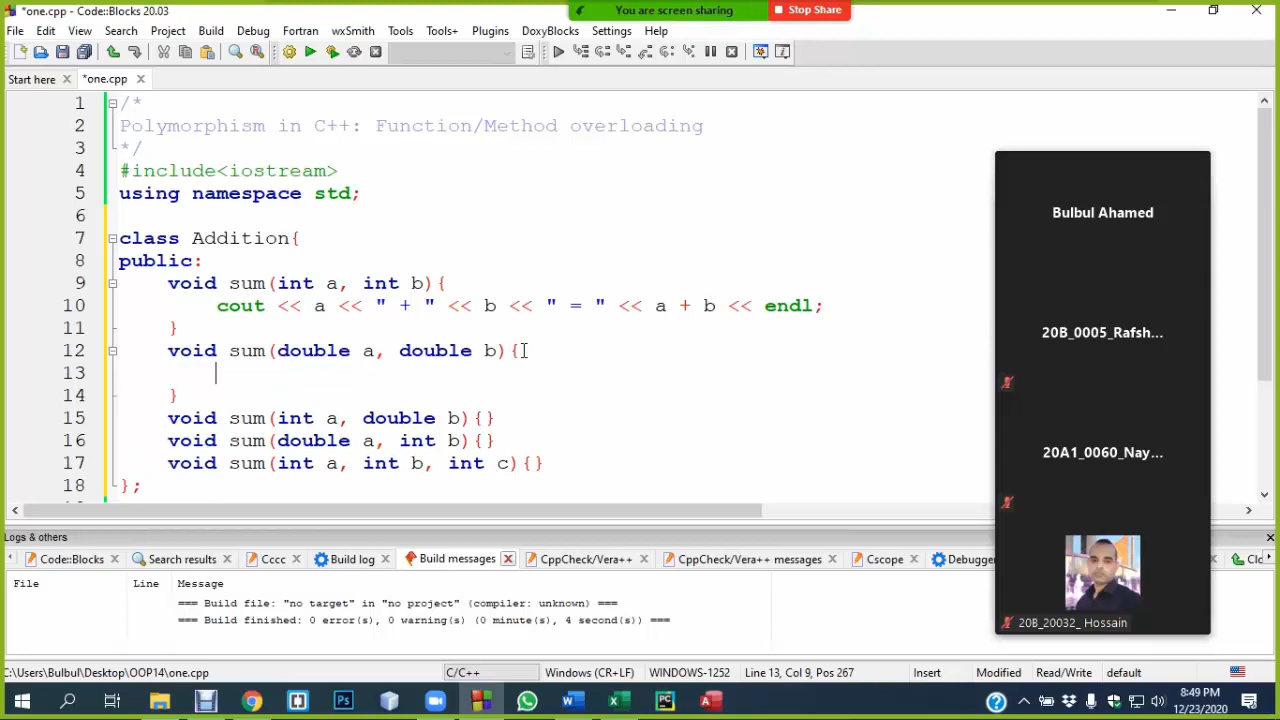 *one.cpp - Code::Blocks 20.03
You are screen sharing
Stop Share
File Edit View Search Project Build Debug Fortran wxSmith Tools Tools+ Plugins DoxyBlocks Settings Help
Start here
*one.cpp
1 /*
2 Polymorphism in C++: Function/Method overloading
3 */
4 #include<iostream>
5 using namespace std;
6
7 class Addition{
8 public:
9 void sum(int a, int b){
10 cout << a << " + " << b << " = " << a + b << endl;
11 }
12 void sum(double a, double b){
13
14 }
15 void sum(int a, double b){}
16 void sum(double a, int b){}
17 void sum(int a, int b, int c){}
18 };
Bulbul Ahamed
20B_0005_Rafsh...
20A1_0060_Nay...
20B_20032_ Hossain
Logs & others
Code::Blocks Search results Cccc Build log Build messages CppCheck/Vera++ CppCheck/Vera++ messages Cscope Debugger Clo
File Line Message
=== Build file: "no target" in "no project" (compiler: unknown) ===
=== Build finished: 0 error(s), 0 warning(s) (0 minute(s), 4 second(s)) ===
C:\Users\Bulbul\Desktop\OOP14\one.cpp C/C++ Windows (CR+LF) WINDOWS-1252 Line 13, Col 9, Pos 267 Insert Modified Read/Write default
8:49 PM
12/23/2020